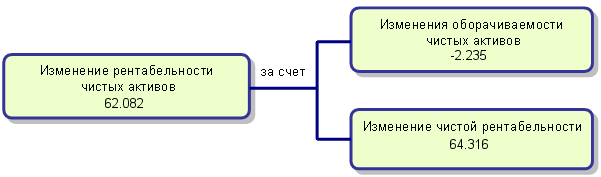 Изменение рентабельности
чистых активов
62.082
за счет
Изменения оборачиваемости
чистых активов
-2.235
Изменение чистой рентабельности
64.316